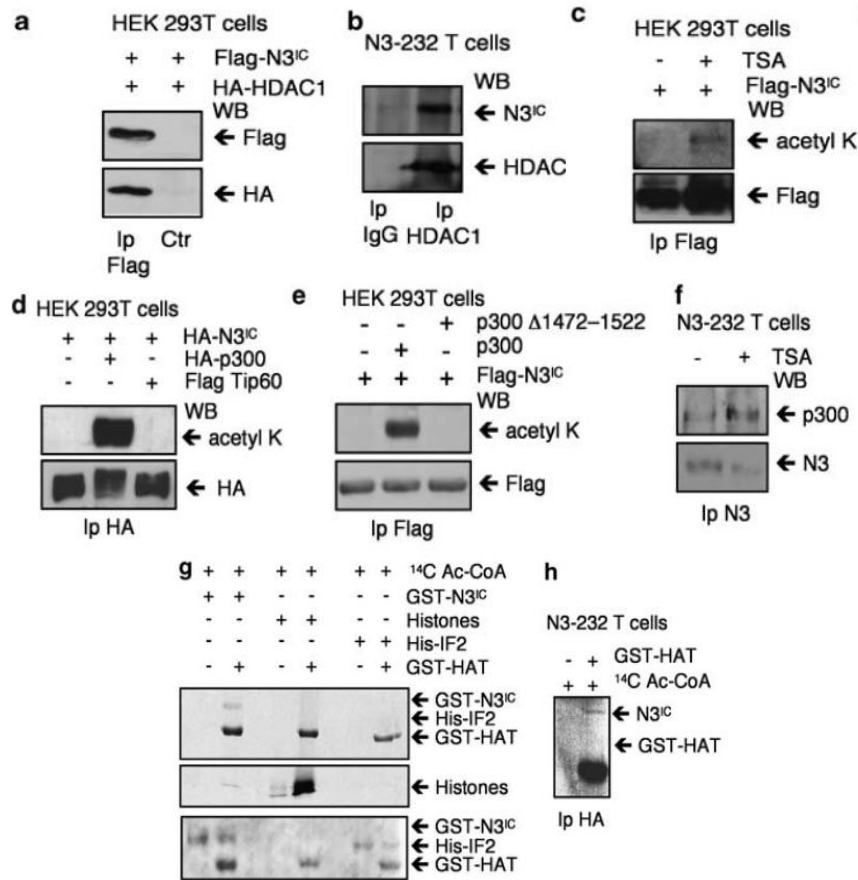 a
HEK 293T cells
+ + Flag-N3IC
+ + HA-HDAC1
WB
← Flag
← HA
Ip Flag Ctr
b
N3-232 T cells
WB
← N3IC
← HDAC
Ip IgG Ip HDAC1
c
HEK 293T cells
- + TSA
+ + Flag-N3IC
WB
← acetyl K
← Flag
Ip Flag
d
HEK 293T cells
+ + + HA-N3IC
- + - HA-p300
- - + Flag Tip60
WB
← acetyl K
← HA
Ip HA
e
HEK 293T cells
- - + p300 Δ1472–1522
- + - p300
+ + + Flag-N3IC
WB
← acetyl K
← Flag
Ip Flag
f
N3-232 T cells
- + TSA
WB
← p300
← N3
Ip N3
g
+ + + + + + 14C Ac-CoA
+ + - - - - GST-N3IC
- - + + - - Histones
- - - - + + His-IF2
- + - + - + GST-HAT
← GST-N3IC
← His-IF2
← GST-HAT
← Histones
← GST-N3IC
← His-IF2
← GST-HAT
h
N3-232 T cells
- + GST-HAT
+ + 14C Ac-CoA
← N3IC
← GST-HAT
Ip HA